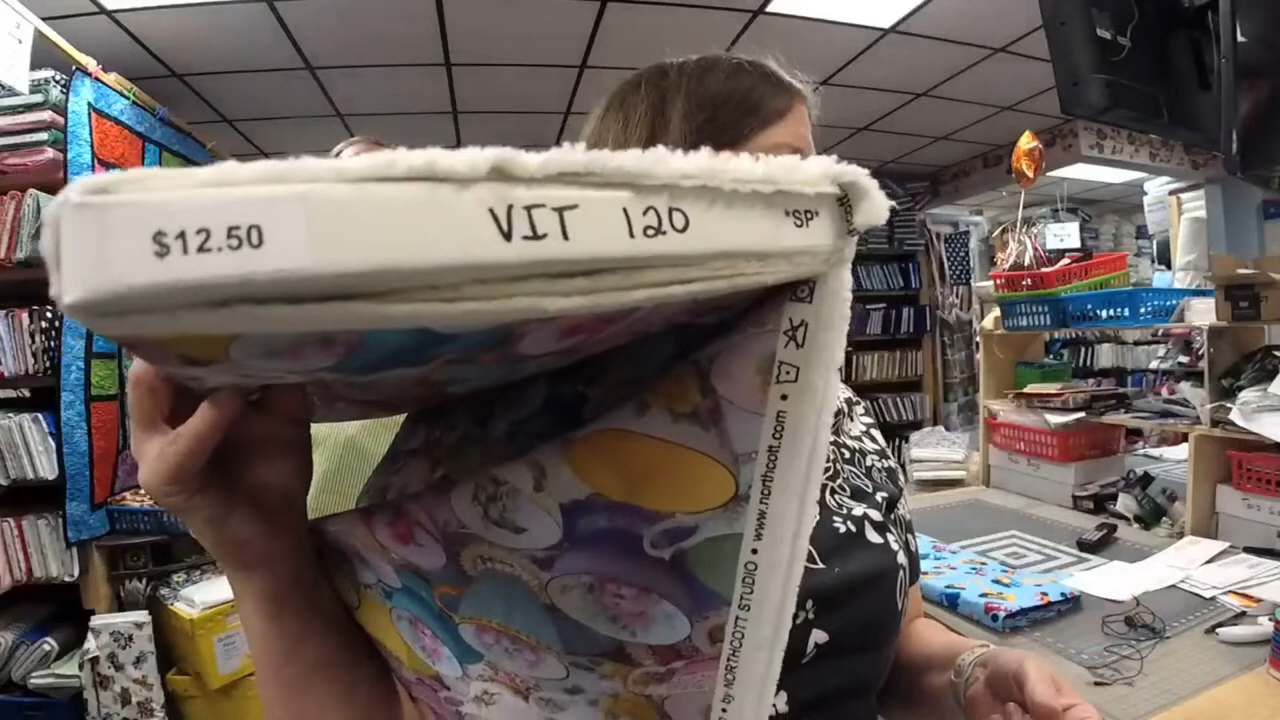 $12.50
VIT 120
*SP*
• by NORTHCOTT STUDIO • www.northcott.com •